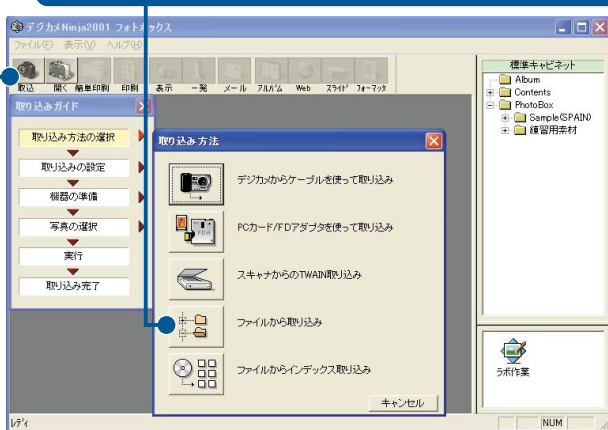 デジカメNinja2001 フォトボックス
ファイル(F) 表示(V) ヘルプ(H)
取込 開く 簡単印刷 印刷 表示 一発 メール アルバム Web スライド フォーマット
取り込みガイド
取り込み方法の選択
取り込みの設定
機器の準備
写真の選択
実行
取り込み完了
取り込み方法
デジカメからケーブルを使って取り込み
PCカード/FDアダプタを使って取り込み
FDA
スキャナからのTWAIN取り込み
ファイルから取り込み
ファイルからインデックス取り込み
キャンセル
標準キャビネット
Album
Contents
PhotoBox
Sample(SPAIN)
練習用素材
ラボ作業
レディ
NUM